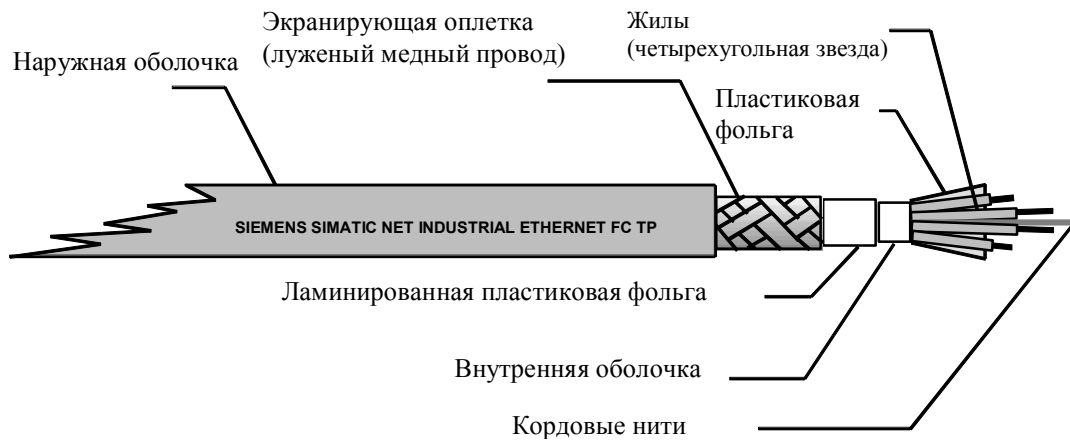 Экранирующая оплетка
(луженый медный провод)
Жилы
(четырехугольная звезда)
Наружная оболочка
Пластиковая
фольга
SIEMENS SIMATIC NET INDUSTRIAL ETHERNET FC TP
Ламинированная пластиковая фольга
Внутренняя оболочка
Кордовые нити